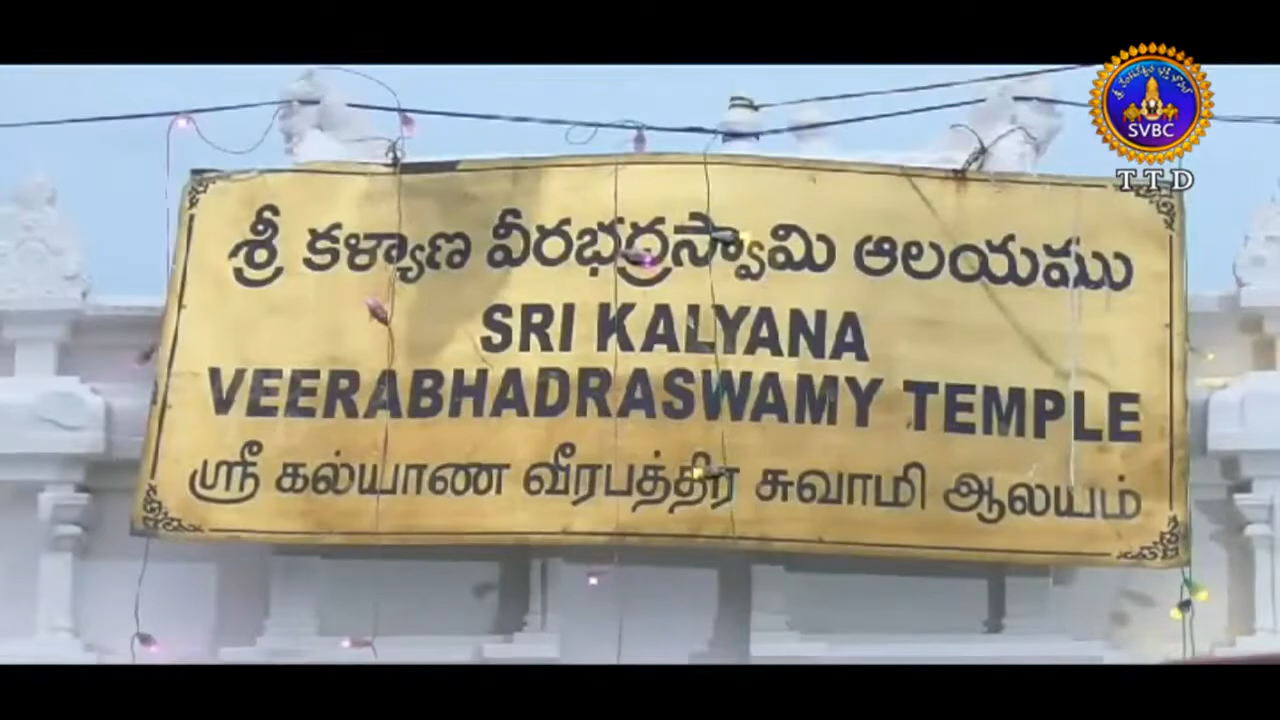 శ్రీ కళ్యాణ వీరభద్రస్వామి ఆలయము
SRI KALYANA
VEERABHADRASWAMY TEMPLE
ஸ்ரீ கல்யாண வீரபத்திர சுவாமி ஆலயம்
SVBC
TTD